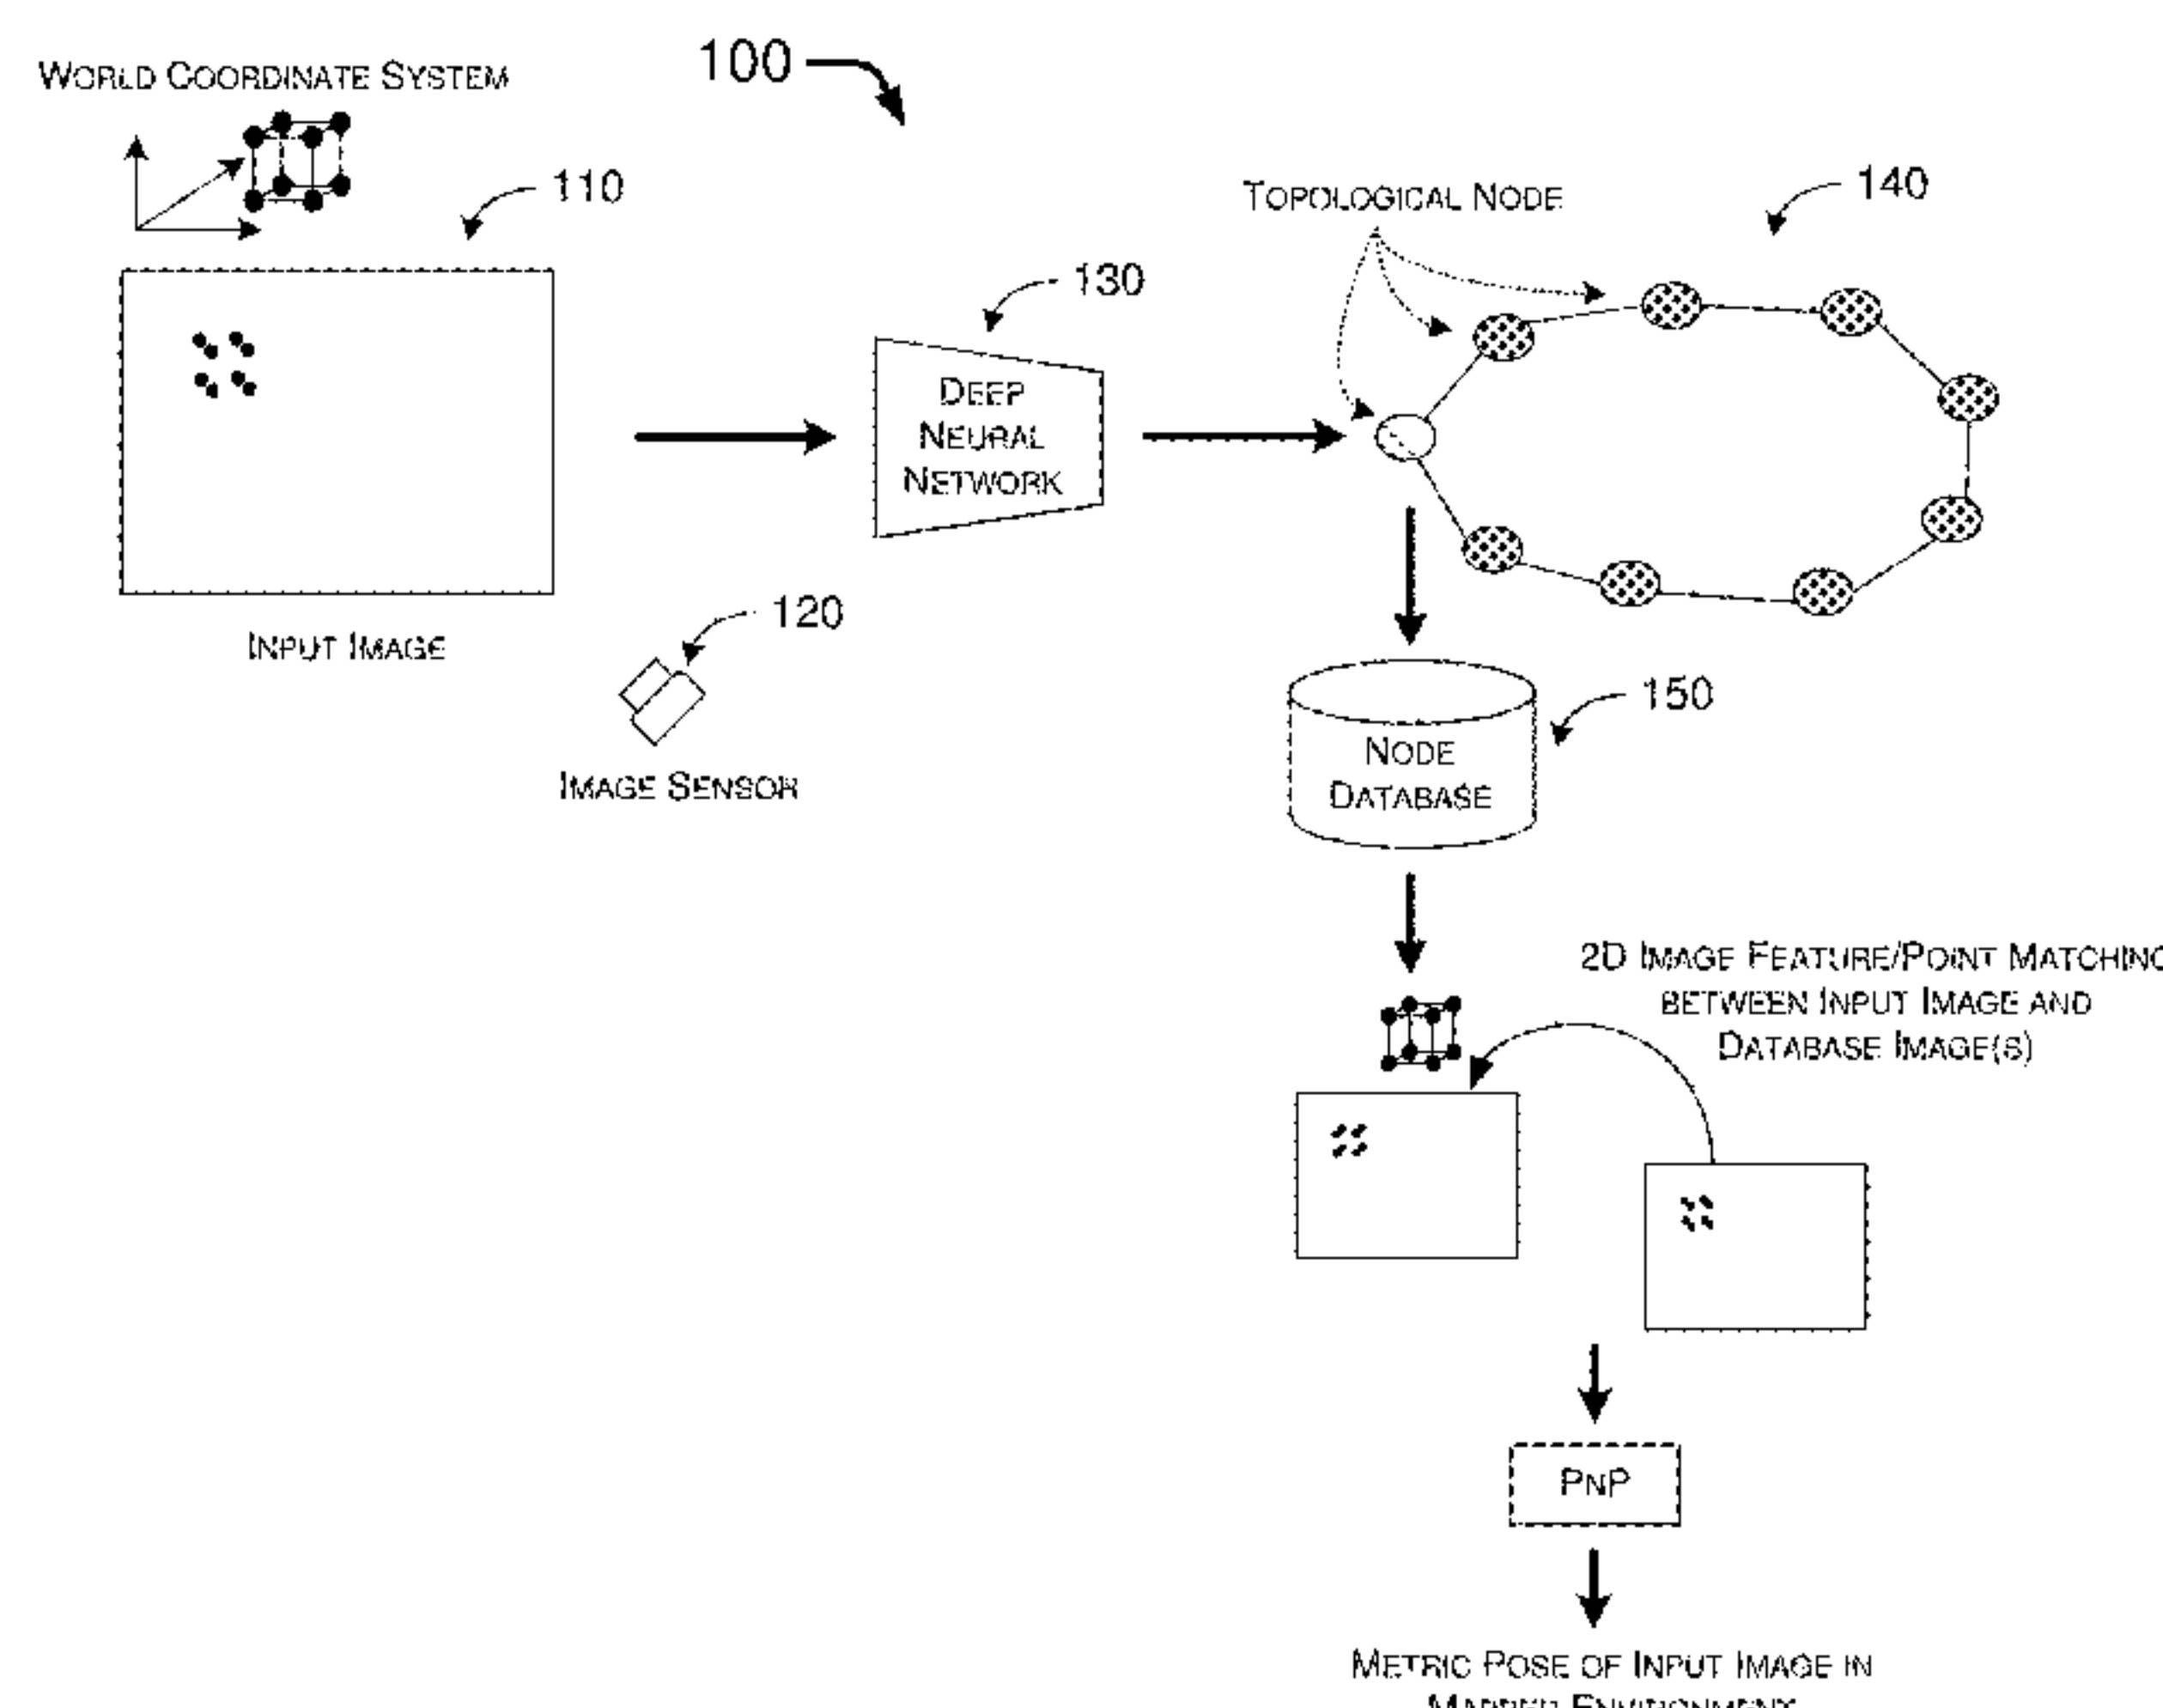 100
WORLD COORDINATE SYSTEM
110
TOPOLOGICAL NODE
140
130
DEEP
NEURAL
NETWORK
INPUT IMAGE
120
IMAGE SENSOR
150
NODE
DATABASE
2D IMAGE FEATURE/POINT MATCHING
BETWEEN INPUT IMAGE AND
DATABASE IMAGE(S)
PNP
METRIC POSE OF INPUT IMAGE IN
MAPPED ENVIRONMENT